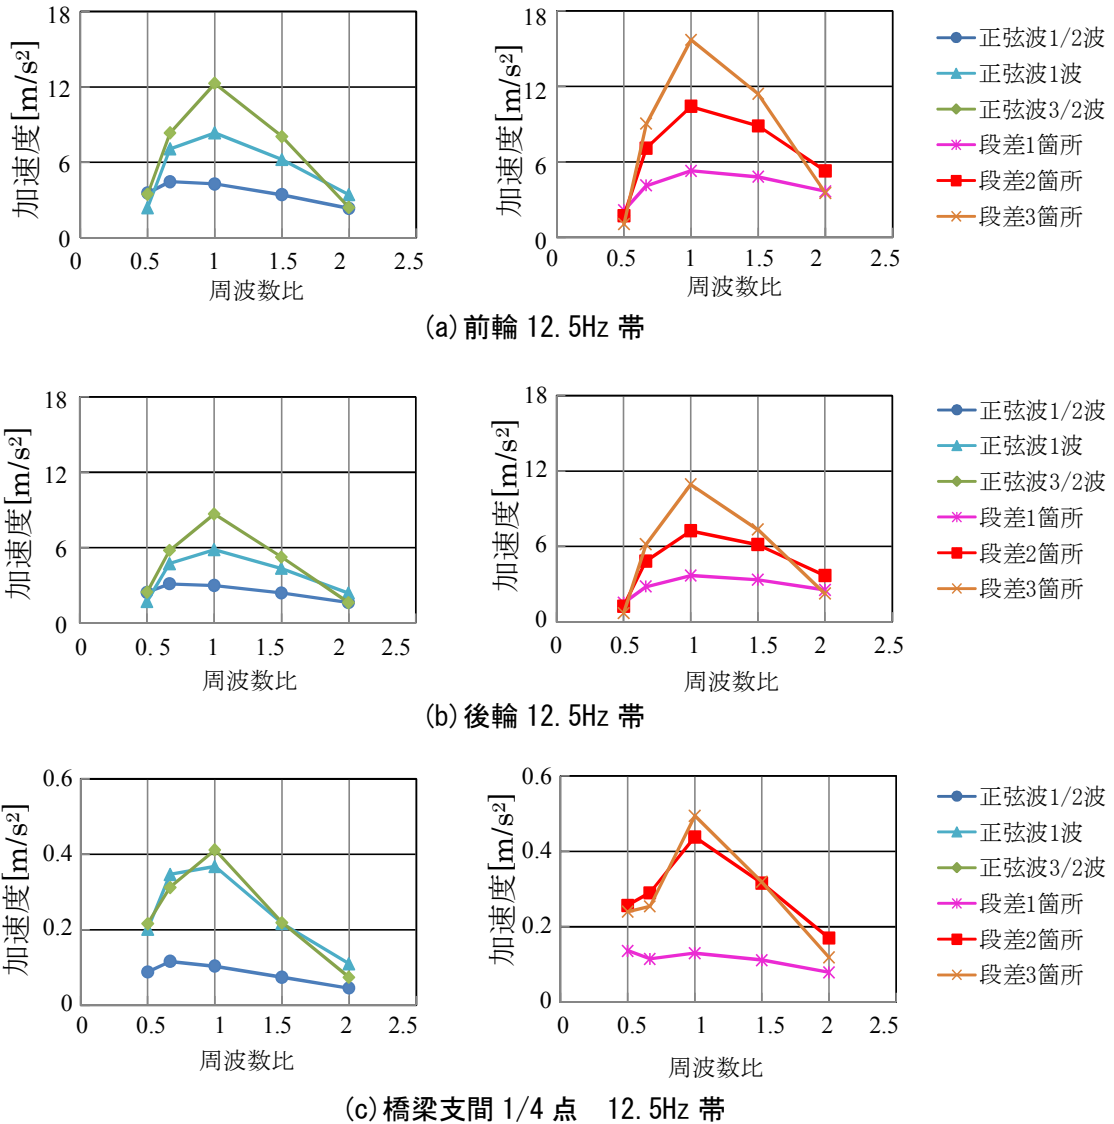 加速度[m/s²]
18
12
6
0
0
0.5
1
1.5
2
2.5
周波数比
加速度[m/s²]
18
12
6
0
0
0.5
1
1.5
2
2.5
周波数比
正弦波1/2波
正弦波1波
正弦波3/2波
段差1箇所
段差2箇所
段差3箇所
(a)前輪 12.5Hz 帯
加速度[m/s²]
18
12
6
0
0
0.5
1
1.5
2
2.5
周波数比
加速度[m/s²]
18
12
6
0
0
0.5
1
1.5
2
2.5
周波数比
正弦波1/2波
正弦波1波
正弦波3/2波
段差1箇所
段差2箇所
段差3箇所
(b)後輪 12.5Hz 帯
加速度[m/s²]
0.6
0.4
0.2
0
0
0.5
1
1.5
2
2.5
周波数比
加速度[m/s²]
0.6
0.4
0.2
0
0
0.5
1
1.5
2
2.5
周波数比
正弦波1/2波
正弦波1波
正弦波3/2波
段差1箇所
段差2箇所
段差3箇所
(c)橋梁支間 1/4 点　12.5Hz 帯